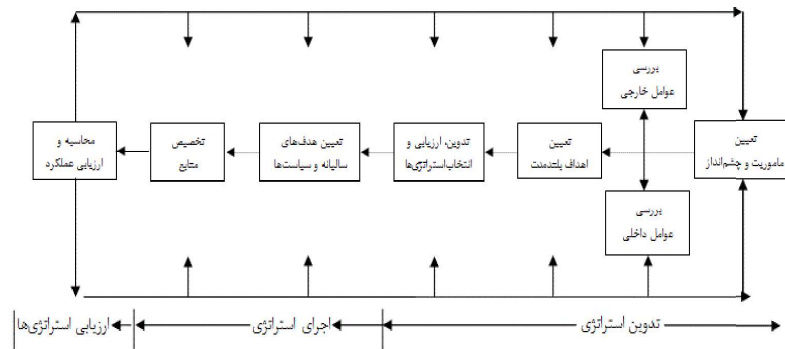 بررسی
عوامل خارجی
تعیین
ماموریت و چشم‌انداز
تعیین
اهداف بلندمدت
تدوین، ارزیابی و
انتخاب استراتژی‌ها
تعیین هدف‌های
سالیانه و سیاست‌ها
تخصیص
منابع
محاسبه و
ارزیابی عملکرد
بررسی
عوامل داخلی
تدوین استراتژی
اجرای استراتژی
ارزیابی استراتژی‌ها